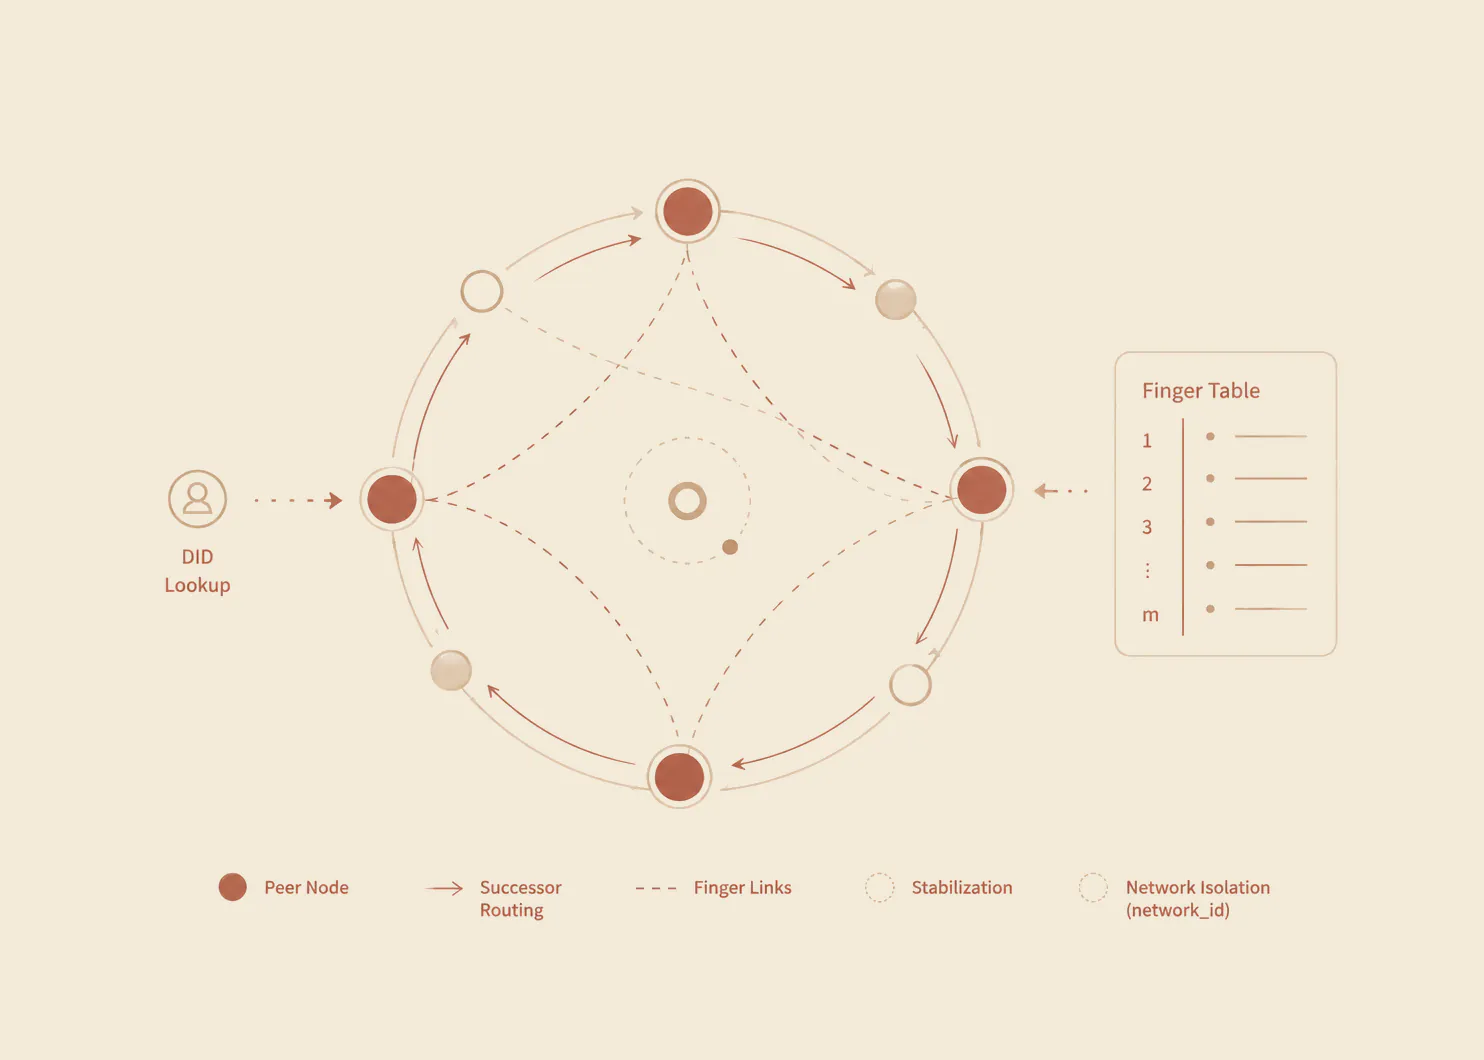 DID
Lookup
Finger Table
1
2
3
⋮
m
Peer Node
Successor
Routing
Finger Links
Stabilization
Network Isolation
(network_id)